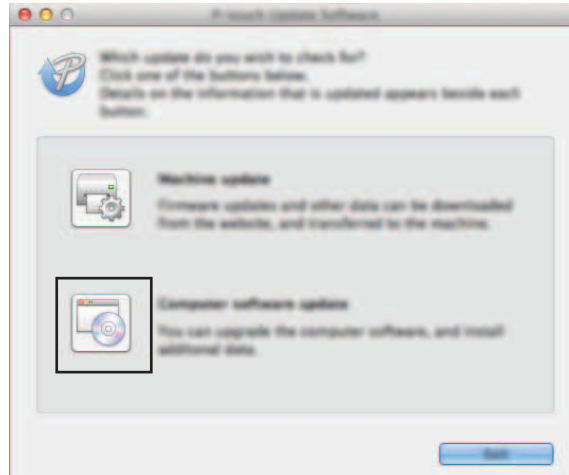 P-touch Update Software
Which update do you wish to check for?
Click one of the buttons below.
Details on the information that is updated appears beside each
button.
Machine update
Firmware updates and other data can be downloaded
from the website, and transferred to the machine.
Computer software update
You can upgrade the computer software, and install
additional data.
Exit